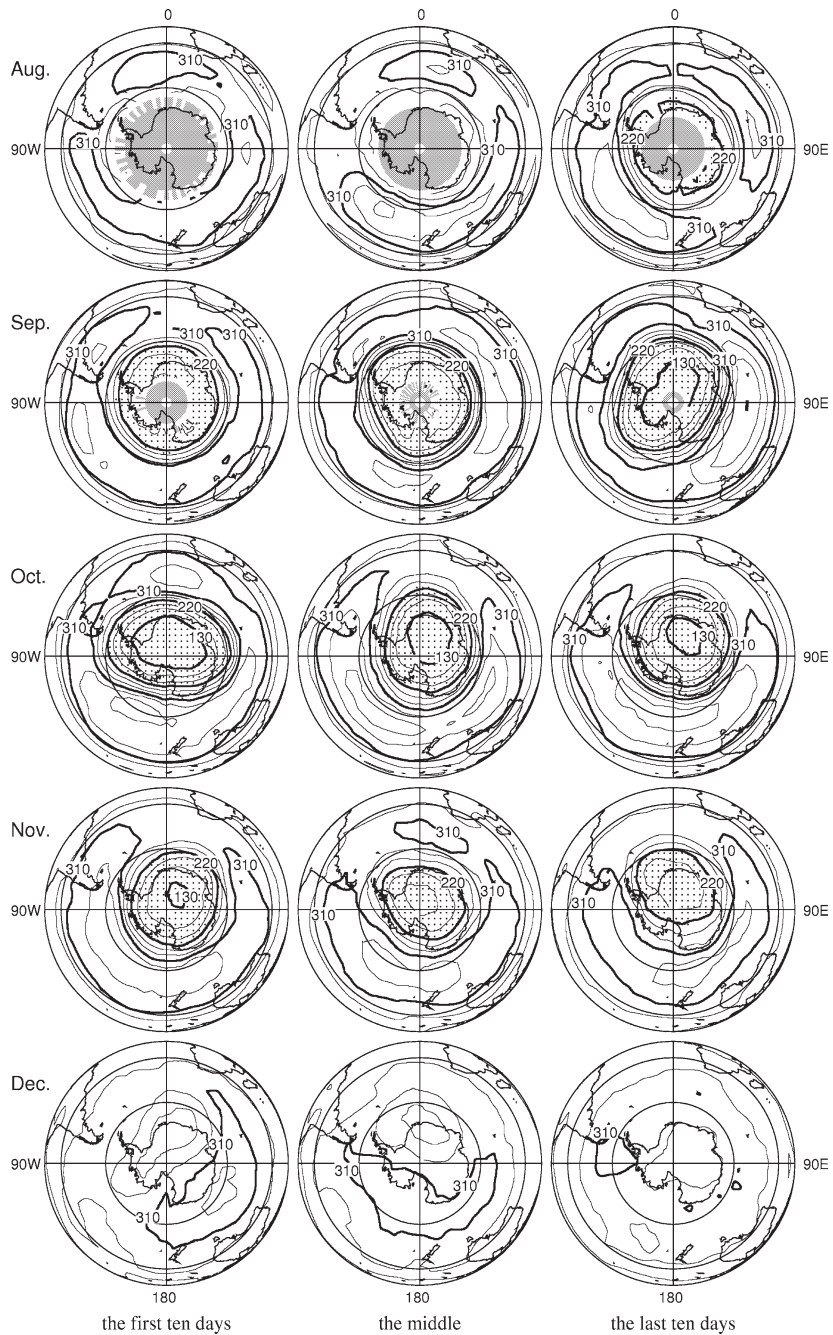 0 0 0
Aug. 310 310 310
310 310 310
90W 310 310 220 220 90E
310 310
Sep. 310 310 310 310
310 220 310 220 220 130 310
90W 90E
Oct. 310 220 310 220 310 220
310 130 310 130 310 130 310
90W 90E
Nov. 310 220 310 310
310 130 310 220 310 220
90W 310 310 90E
Dec. 310 310
90W 310 310 310 90E
310
180 180 180
the first ten days the middle the last ten days